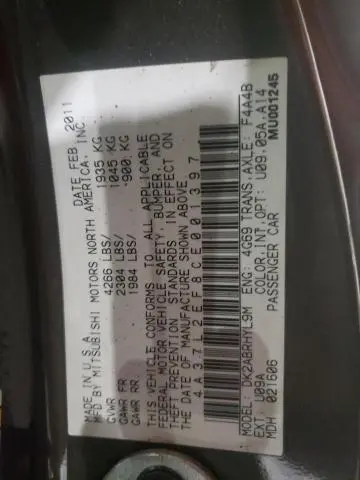 MADE IN U.S.A. DATE FEB 2011
MFD BY MITSUBISHI MOTORS NORTH AMERICA, INC.
GVWR 4266 LBS/ 1935 KG
GAWR FR 2304 LBS/ 1045 KG
GAWR RR 1984 LBS/ -900 KG
THIS VEHICLE CONFORMS TO ALL APPLICABLE
FEDERAL MOTOR VEHICLE SAFETY, BUMPER, AND
THEFT PREVENTION STANDARDS IN EFFECT ON
THE DATE OF MANUFACTURE SHOWN ABOVE.
4A37L2EF8CE001397
MODEL: DK2ABRHYL9M ENG: 4G69 TRANS:AXLE: F4A4B
EXT: U09A COLOR,INT,OPT: U09.05A,A14
MDH: 021606 PASSENGER CAR MU001245